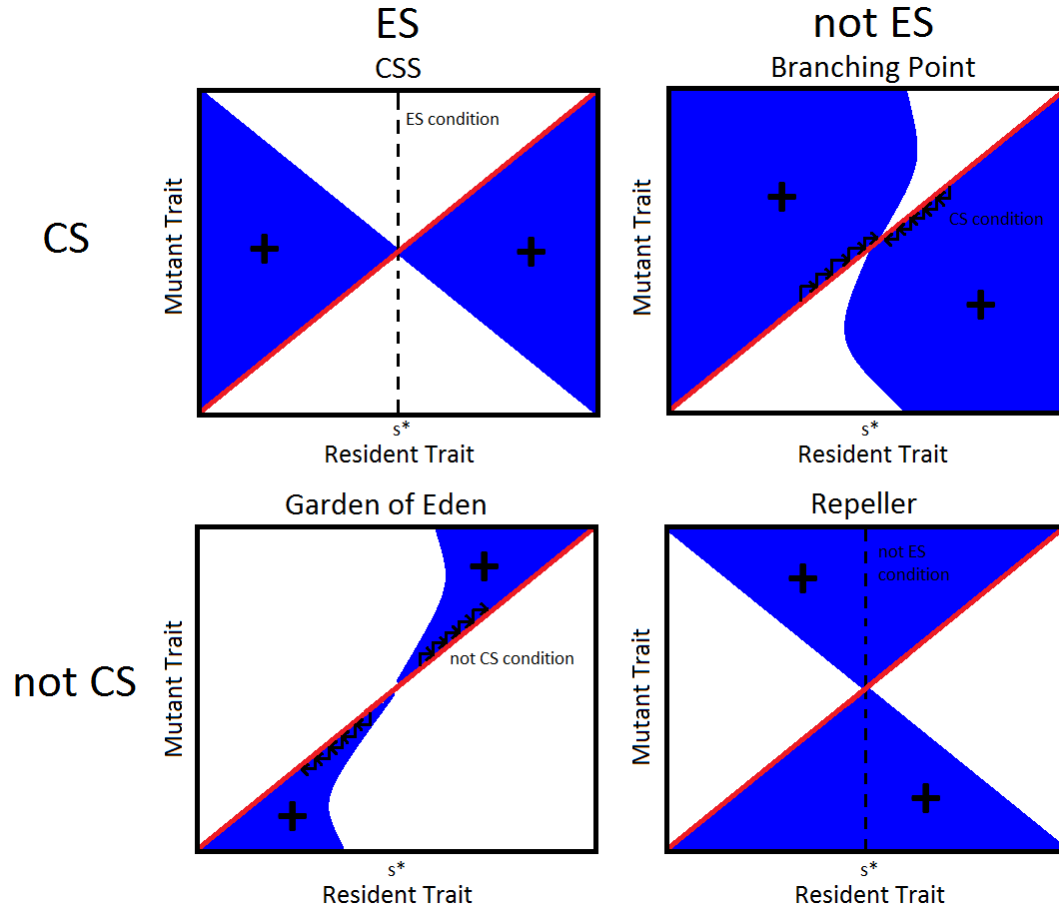 ES
not ES
CSS
Branching Point
CS
Mutant Trait
ES condition
+
+
s*
Resident Trait
Mutant Trait
+
CS condition
+
s*
Resident Trait
Garden of Eden
Repeller
not CS
Mutant Trait
+
not CS condition
+
s*
Resident Trait
Mutant Trait
+
not ES
condition
+
s*
Resident Trait